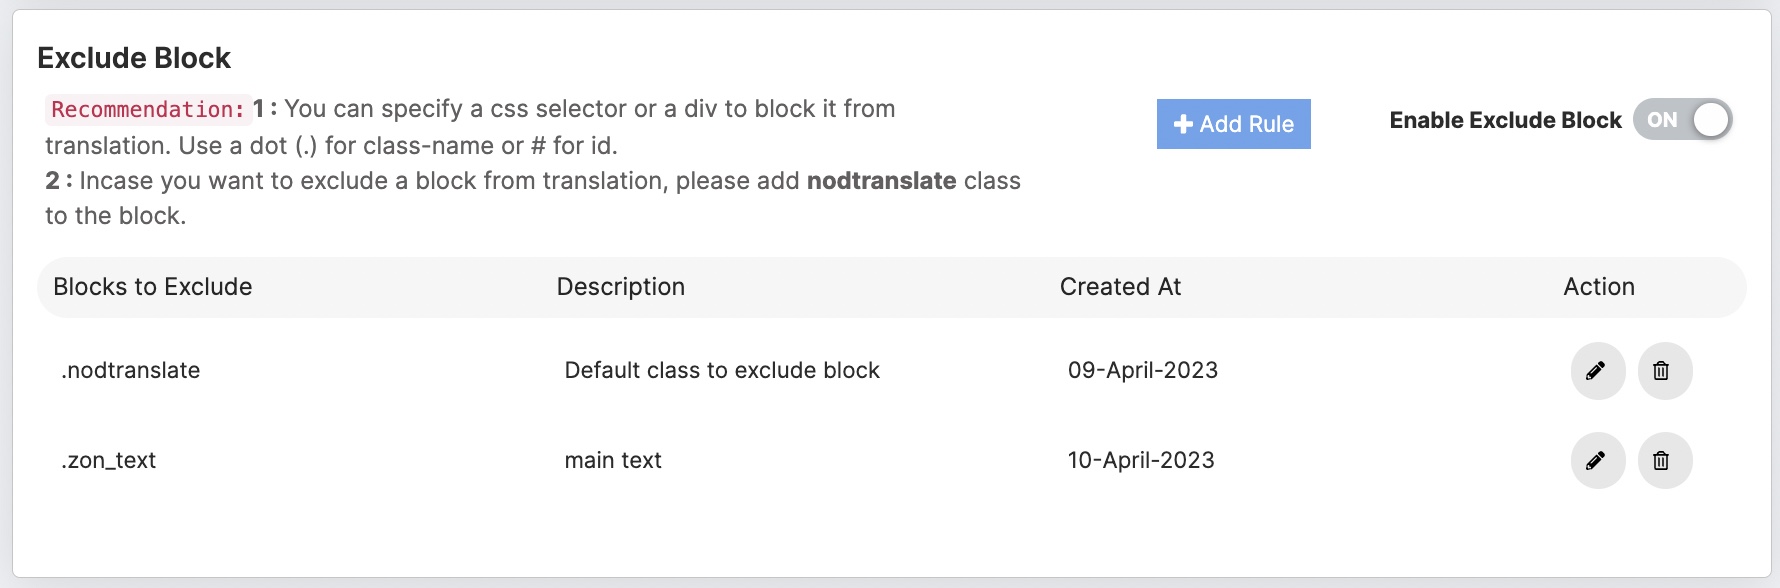 Exclude Block
Recommendation: 1 : You can specify a css selector or a div to block it from
translation. Use a dot (.) for class-name or # for id.
2 : Incase you want to exclude a block from translation, please add nodtranslate class
to the block.
Add Rule
Enable Exclude Block ON
Blocks to Exclude Description Created At Action
.nodtranslate Default class to exclude block 09-April-2023
.zon_text main text 10-April-2023